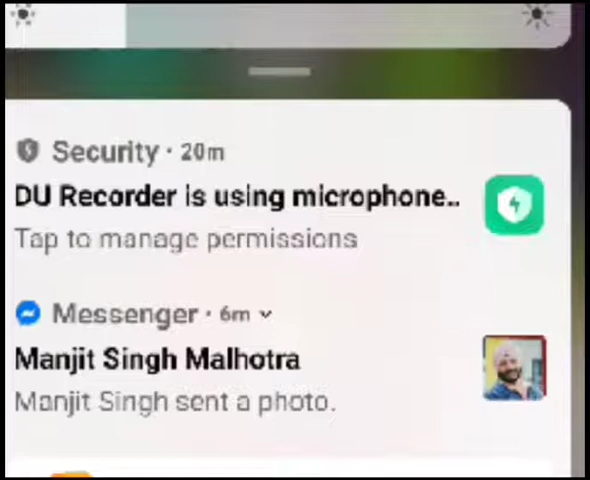 Security · 20m
DU Recorder is using microphone..
Tap to manage permissions
Messenger · 6m
Manjit Singh Malhotra
Manjit Singh sent a photo.